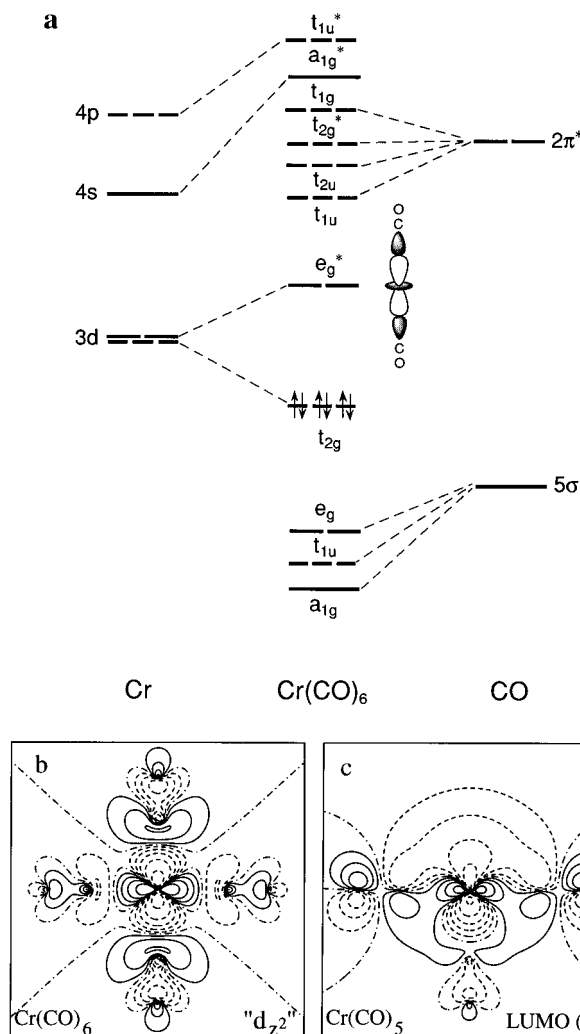 a
t1u*
a1g*
4p
t1g
t2g*
2π*
4s
t2u
t1u
O
C
eg*
3d
C
O
t2g
5σ
eg
t1u
a1g
Cr Cr(CO)6 CO
b
c
Cr(CO)6 "dz2"
Cr(CO)5 LUMO (